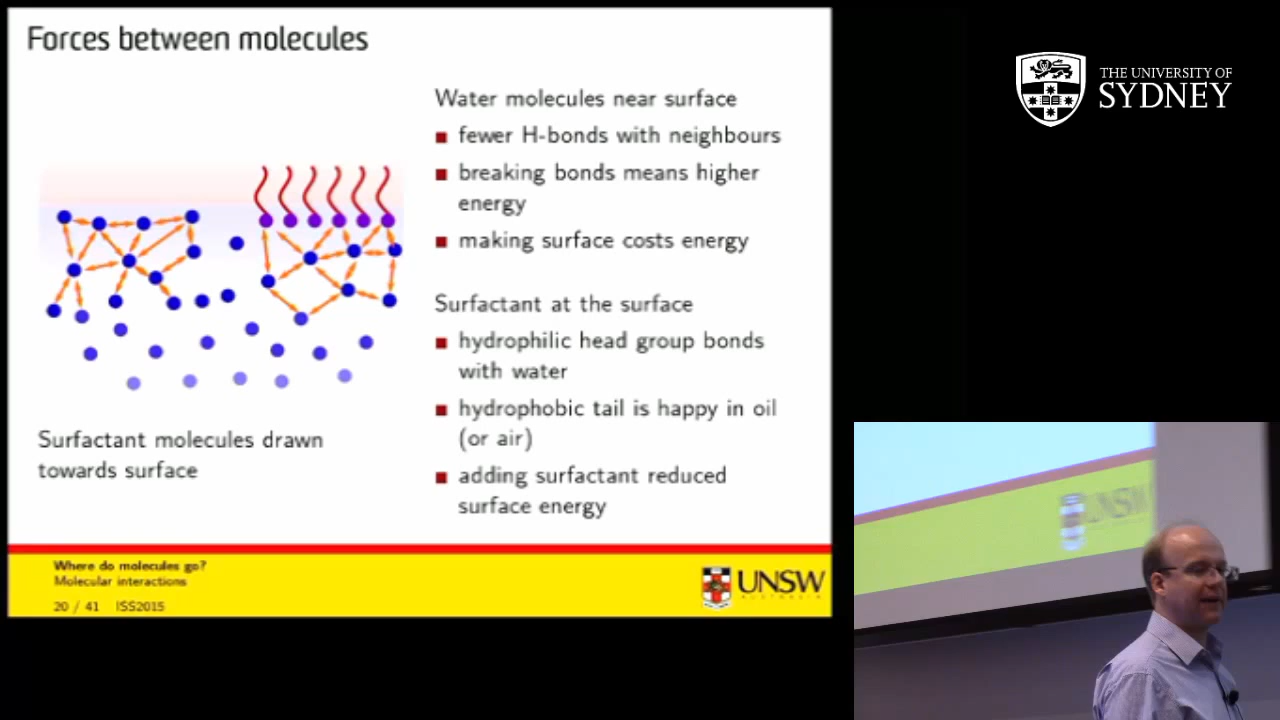 Forces between molecules
Water molecules near surface
fewer H-bonds with neighbours
breaking bonds means higher
energy
making surface costs energy
Surfactant at the surface
hydrophilic head group bonds
with water
hydrophobic tail is happy in oil
(or air)
adding surfactant reduced
surface energy
Surfactant molecules drawn
towards surface
Where do molecules go?
Molecular interactions
20 / 41 ISS2015
UNSW
AUSTRALIA
THE UNIVERSITY OF
SYDNEY
UNSW